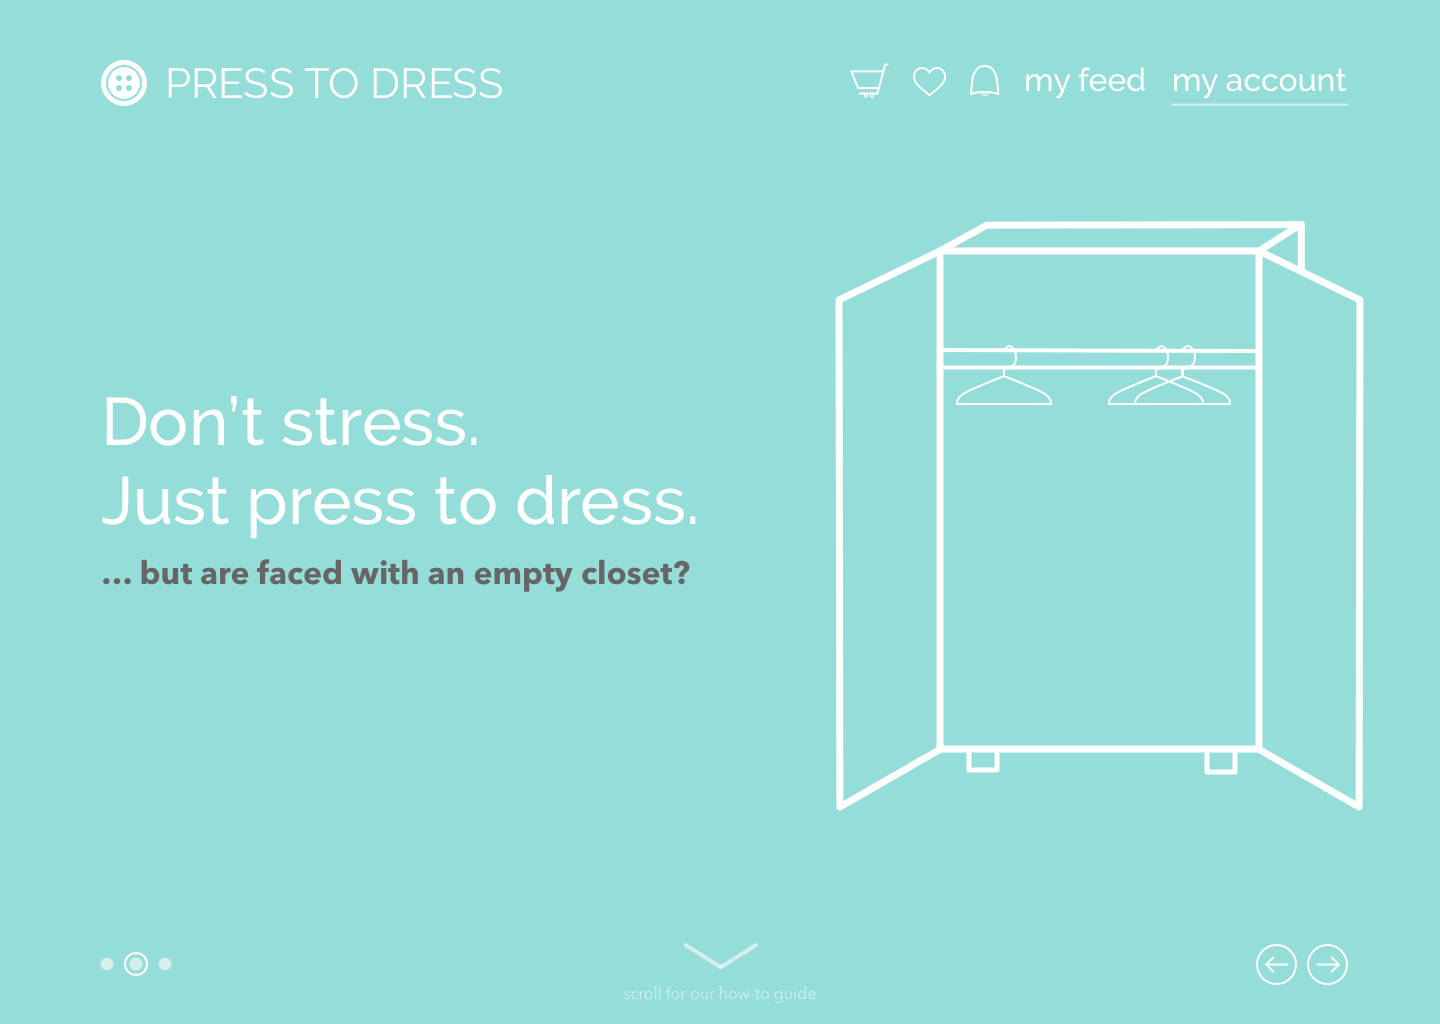 PRESS TO DRESS
my feed
my account
Don’t stress.
Just press to dress.
... but are faced with an empty closet?
scroll for our how-to guide